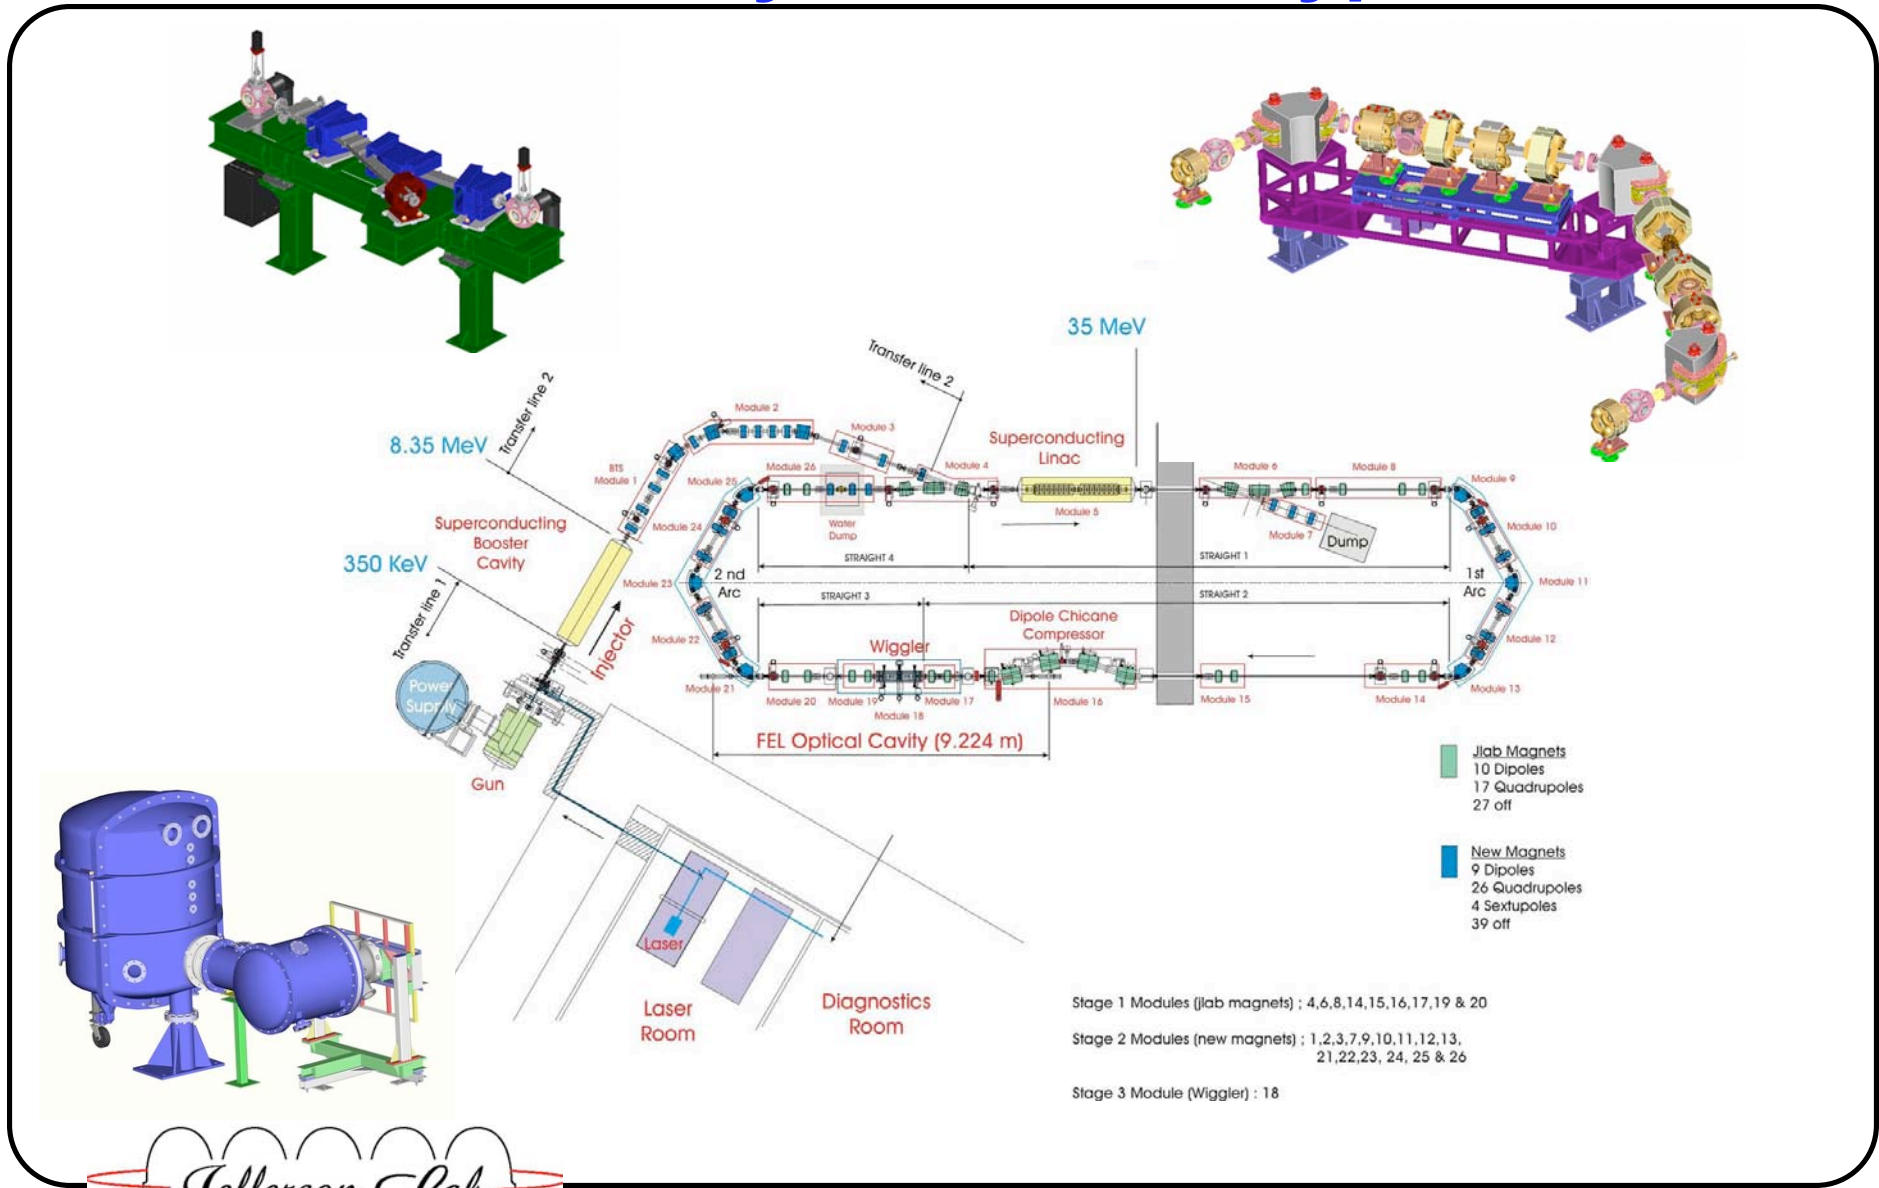 35 MeV
Transfer line 2
Transfer line 2
8.35 MeV
Module 2
Module 3
Superconducting
Linac
BTS
Module 1
Module 25
Module 26
Module 4
Module 6
Module 8
Module 9
Module 24
Water
Dump
Module 5
Module 7
Dump
Module 10
Superconducting
Booster
Cavity
350 KeV
STRAIGHT 4
STRAIGHT 1
Transfer line 1
Module 23
2 nd
Arc
1st
Arc
Module 11
STRAIGHT 3
STRAIGHT 2
Dipole Chicane
Compressor
Injector
Module 22
Wiggler
Module 12
Power
Supply
Module 21
Module 20
Module 19
Module 18
Module 17
Module 16
Module 15
Module 14
Module 13
FEL Optical Cavity (9.224 m)
Gun
Jlab Magnets
10 Dipoles
17 Quadrupoles
27 off
New Magnets
9 Dipoles
26 Quadrupoles
4 Sextupoles
39 off
Laser
Laser
Room
Diagnostics
Room
Stage 1 Modules (jlab magnets) ; 4,6,8,14,15,16,17,19 & 20
Stage 2 Modules (new magnets) ; 1,2,3,7,9,10,11,12,13,
21,22,23, 24, 25 & 26
Stage 3 Module (Wiggler) : 18
Jefferson Lab